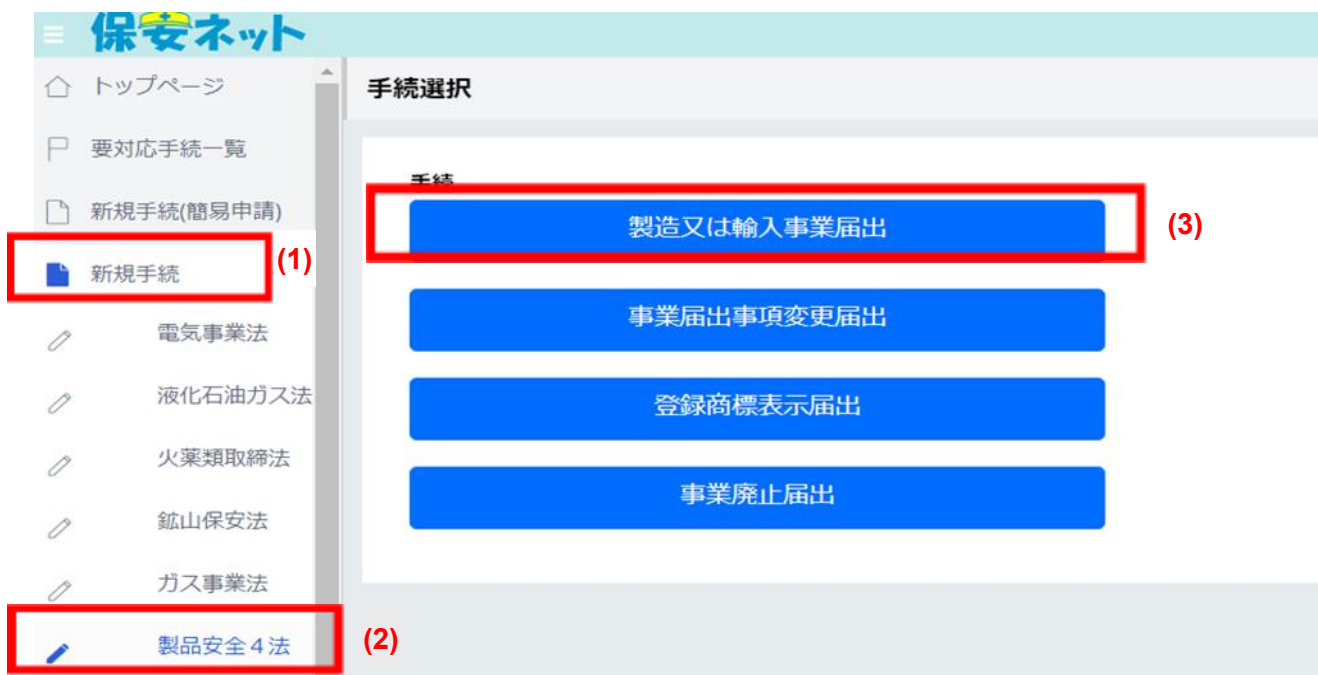 保安ネット
トップページ
要対応手続一覧
新規手続(簡易申請)
(1)
新規手続
電気事業法
液化石油ガス法
火薬類取締法
鉱山保安法
ガス事業法
製品安全４法
(2)
手続選択
手続
製造又は輸入事業届出
(3)
事業届出事項変更届出
登録商標表示届出
事業廃止届出